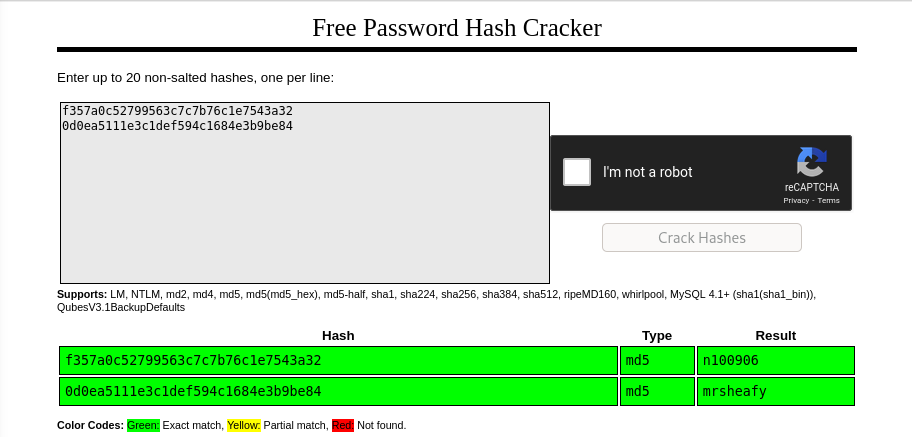 Free Password Hash Cracker
Enter up to 20 non-salted hashes, one per line:
f357a0c52799563c7c7b76c1e7543a32
0d0ea5111e3c1def594c1684e3b9be84
I'm not a robot
reCAPTCHA
Privacy - Terms
Crack Hashes
Supports: LM, NTLM, md2, md4, md5, md5(md5_hex), md5-half, sha1, sha224, sha256, sha384, sha512, ripeMD160, whirlpool, MySQL 4.1+ (sha1(sha1_bin)),
QubesV3.1BackupDefaults
Hash Type Result
f357a0c52799563c7c7b76c1e7543a32 md5 n100906
0d0ea5111e3c1def594c1684e3b9be84 md5 mrsheafy
Color Codes: Green: Exact match, Yellow: Partial match, Red: Not found.